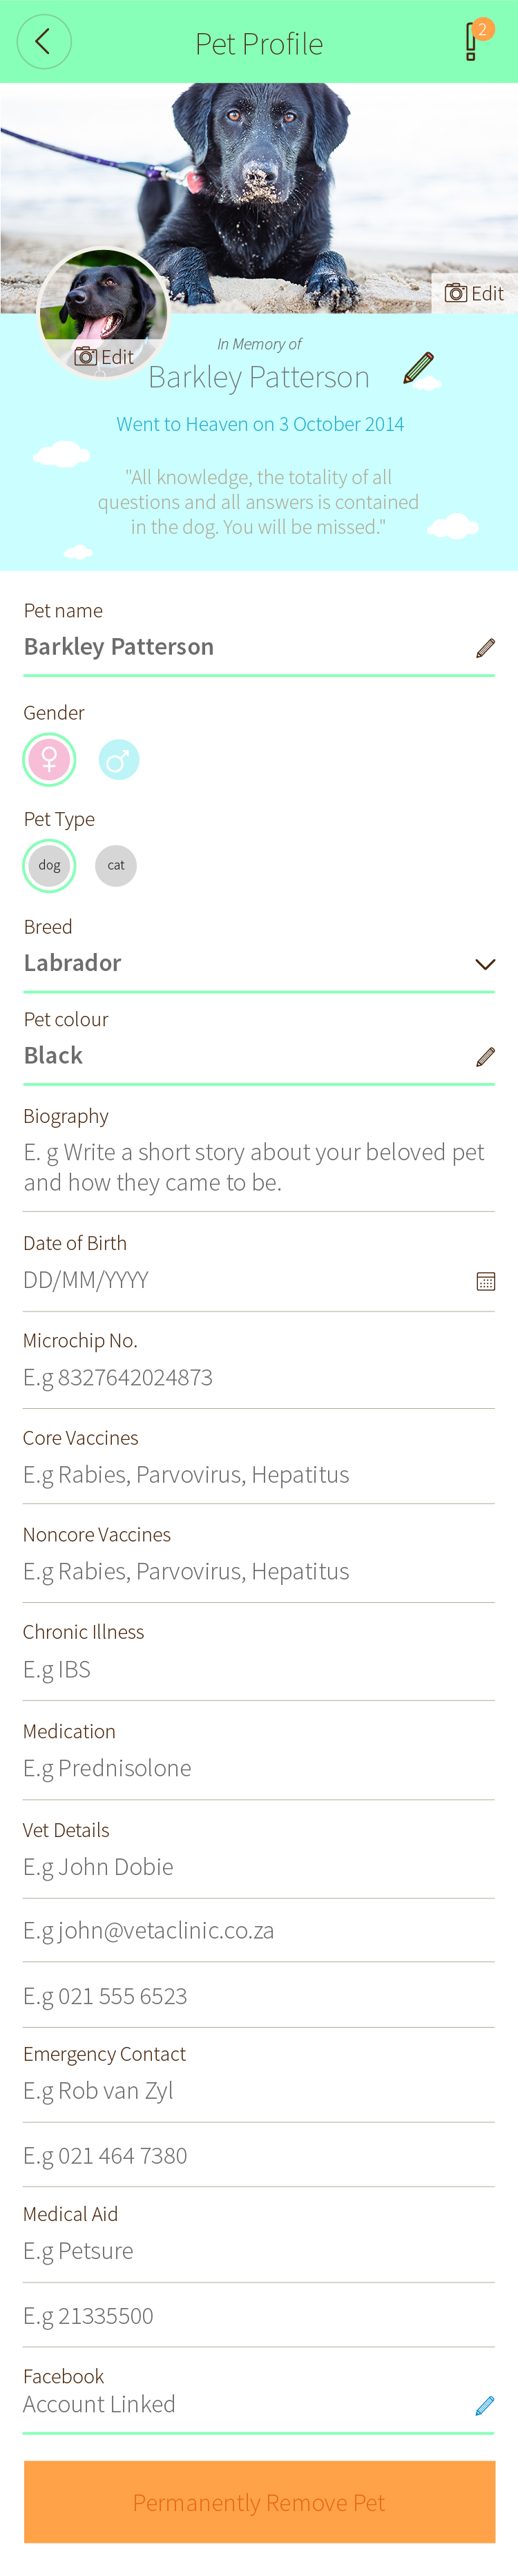 Pet Profile
2
Edit
Edit
In Memory of
Barkley Patterson
Went to Heaven on 3 October 2014
"All knowledge, the totality of all
questions and all answers is contained
in the dog. You will be missed."
Pet name
Barkley Patterson
Gender
Pet Type
dog cat
Breed
Labrador
Pet colour
Black
Biography
E. g Write a short story about your beloved pet
and how they came to be.
Date of Birth
DD/MM/YYYY
Microchip No.
E.g 8327642024873
Core Vaccines
E.g Rabies, Parvovirus, Hepatitus
Noncore Vaccines
E.g Rabies, Parvovirus, Hepatitus
Chronic Illness
E.g IBS
Medication
E.g Prednisolone
Vet Details
E.g John Dobie
E.g john@vetaclinic.co.za
E.g 021 555 6523
Emergency Contact
E.g Rob van Zyl
E.g 021 464 7380
Medical Aid
E.g Petsure
E.g 21335500
Facebook
Account Linked
Permanently Remove Pet